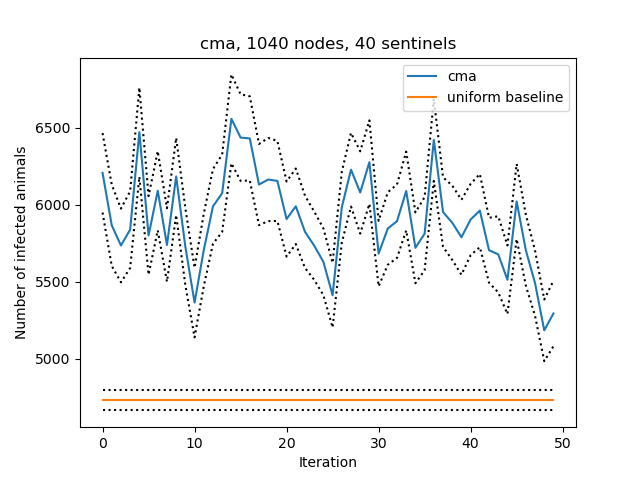 cma, 1040 nodes, 40 sentinels
cma
uniform baseline
Number of infected animals
6500
6000
5500
5000
0 10 20 30 40 50
Iteration